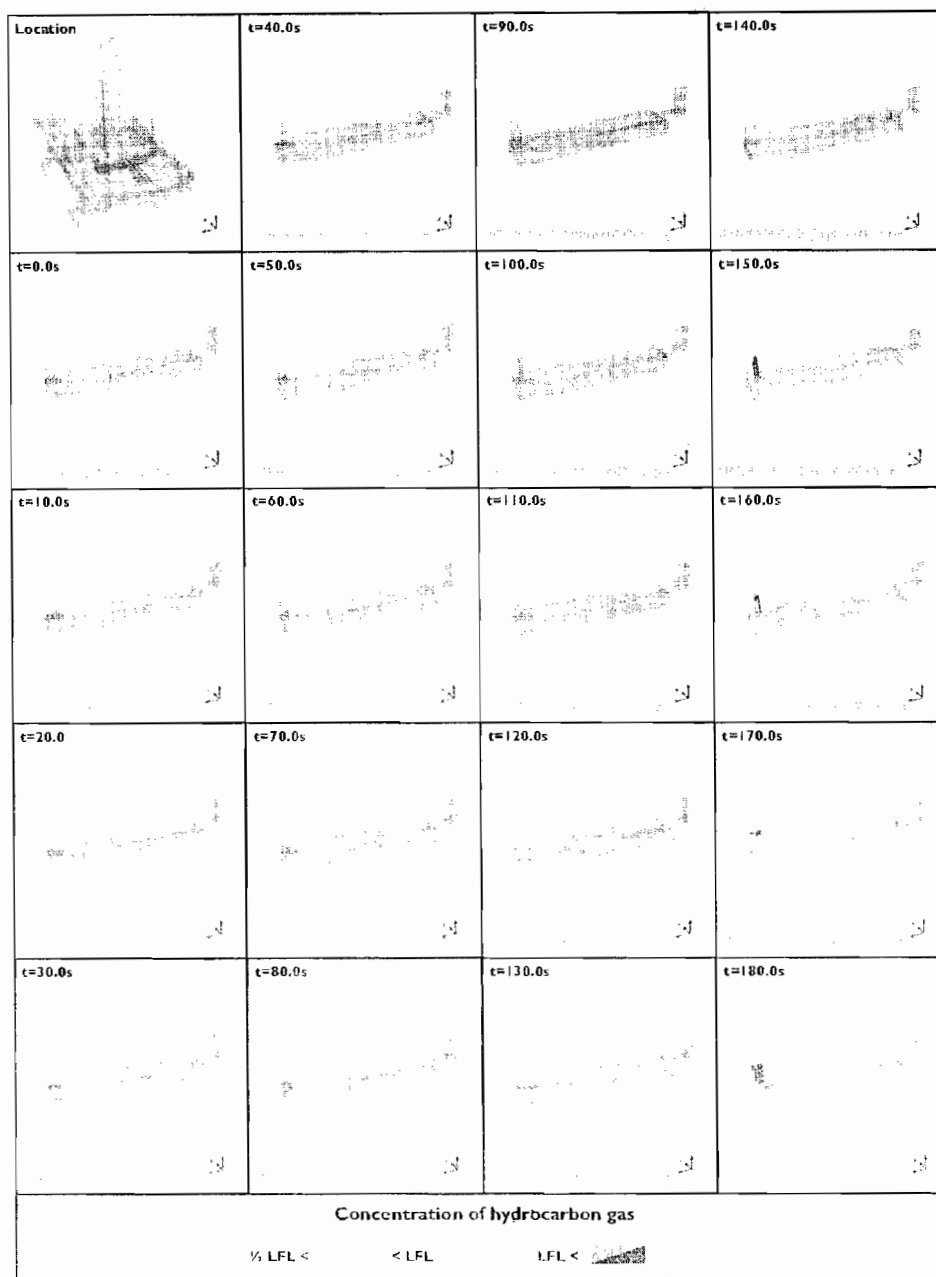 Location
t=40.0s
t=90.0s
t=140.0s
t=0.0s
t=50.0s
t=100.0s
t=150.0s
t=10.0s
t=60.0s
t=110.0s
t=160.0s
t=20.0
t=70.0s
t=120.0s
t=170.0s
t=30.0s
t=80.0s
t=130.0s
t=180.0s
Concentration of hydrocarbon gas
LFL < < LFL LFL <